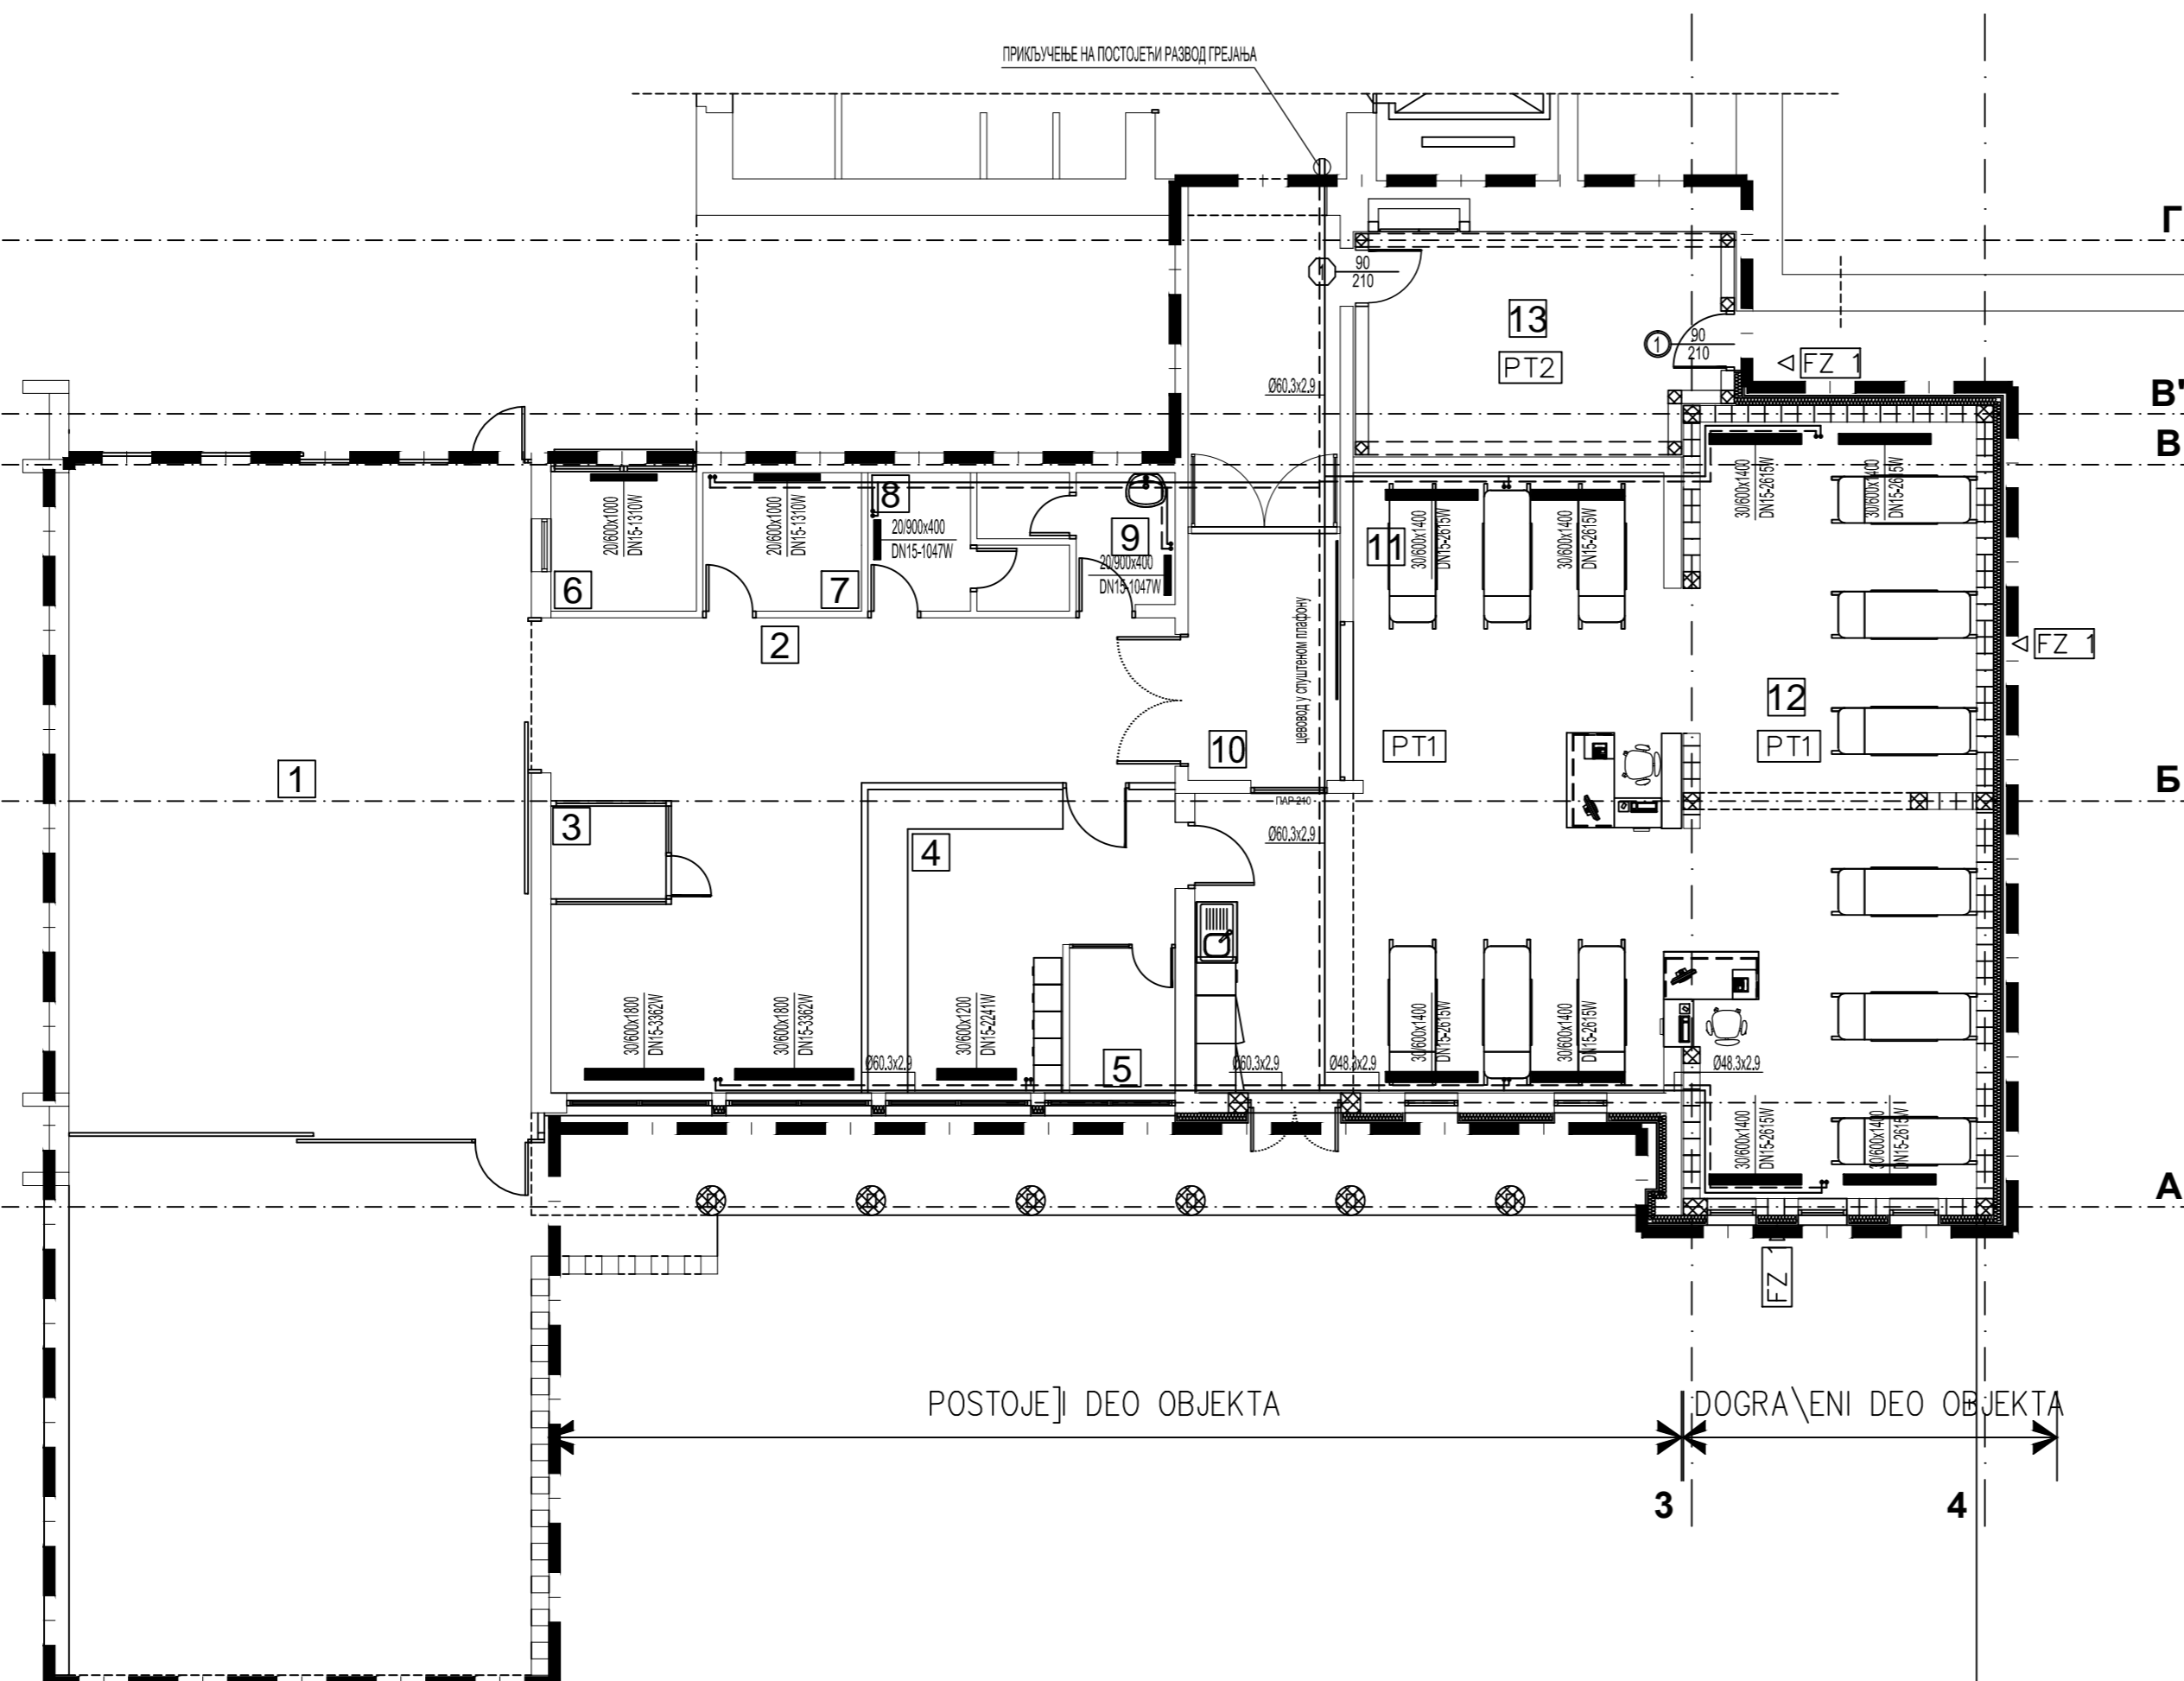 ПРИКЉУЧЕЊЕ НА ПОСТОЈЕЋИ РАЗВОД ГРЕЈАЊА
Г
1
90
210
13
PT2
1
90
210
FZ 1
Ø60.3x2.9
В'
В
6
20/600x1000
DN15-1310W
7
20/600x1000
DN15-1310W
8
20/900x400
DN15-1047W
9
20/900x400
DN15-1047W
11
30/600x1400
DN15-2615W
30/600x1400
DN15-2615W
30/600x1400
DN15-2615W
30/600x1400
DN15-2615W
2
цевовод у спуштеном плафону
FZ 1
12
10
PT1
PT1
1
Б
ПАР 210
3
4
Ø60.3x2.9
30/600x1800
DN15-3362W
30/600x1800
DN15-3362W
30/600x1200
DN15-2241W
30/600x1400
DN15-2615W
30/600x1400
DN15-2615W
5
Ø60.3x2.9
Ø60.3x2.9
Ø48.3x2.9
Ø48.3x2.9
30/600x1400
DN15-2615W
30/600x1400
DN15-2615W
А
FZ 1
POSTOJE]I DEO OBJEKTA
DOGRA\ENI DEO OBJEKTA
3
4